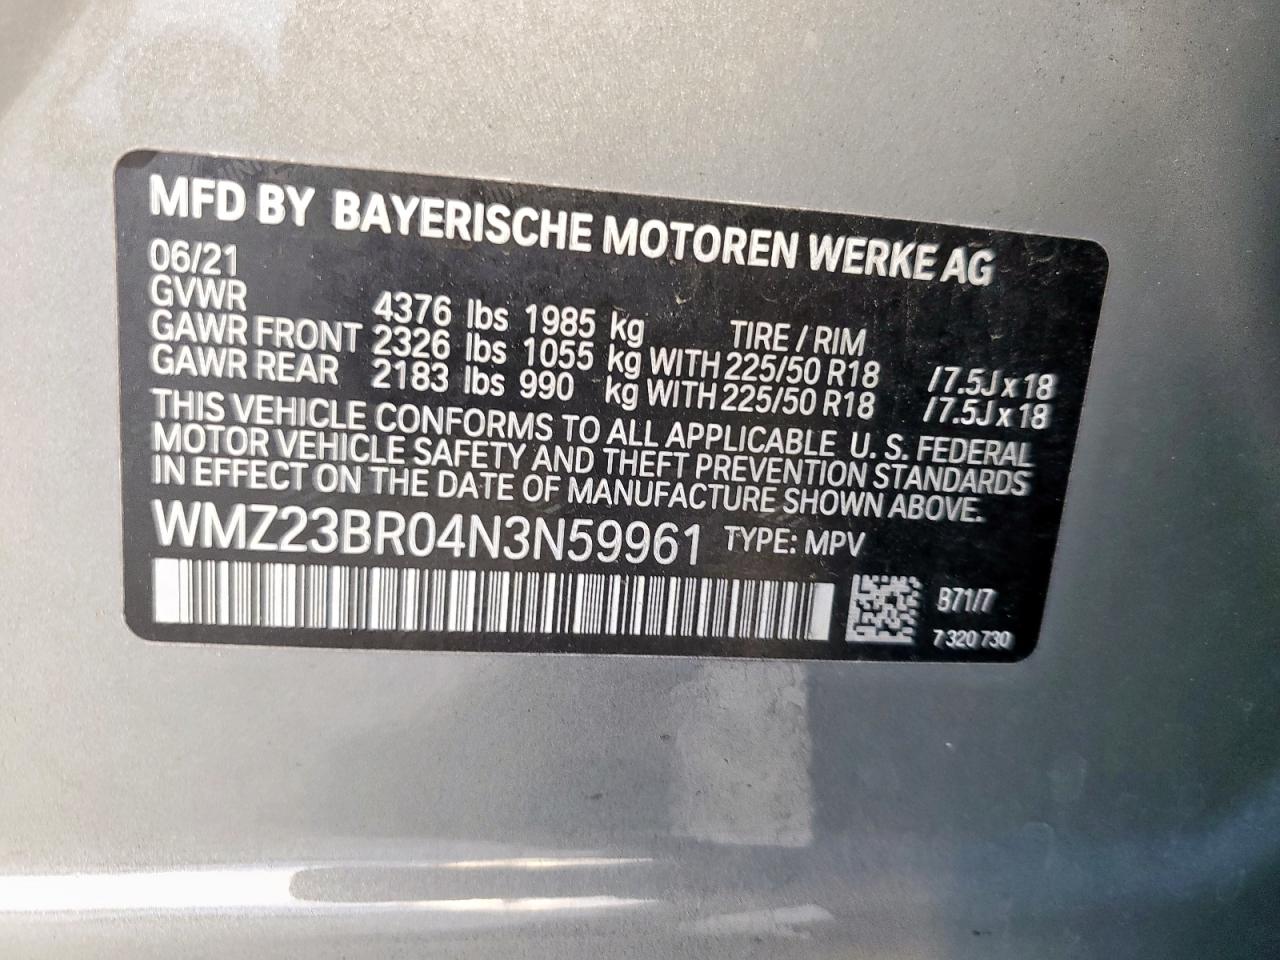 MFD BY BAYERISCHE MOTOREN WERKE AG
06/21
GVWR 4376 lbs 1985 kg TIRE / RIM
GAWR FRONT 2326 lbs 1055 kg WITH 225/50 R18 / 7.5J x 18
GAWR REAR 2183 lbs 990 kg WITH 225/50 R18 / 7.5J x 18
THIS VEHICLE CONFORMS TO ALL APPLICABLE U. S. FEDERAL
MOTOR VEHICLE SAFETY AND THEFT PREVENTION STANDARDS
IN EFFECT ON THE DATE OF MANUFACTURE SHOWN ABOVE.
WMZ23BR04N3N59961 TYPE: MPV
B71/7
7 320 730